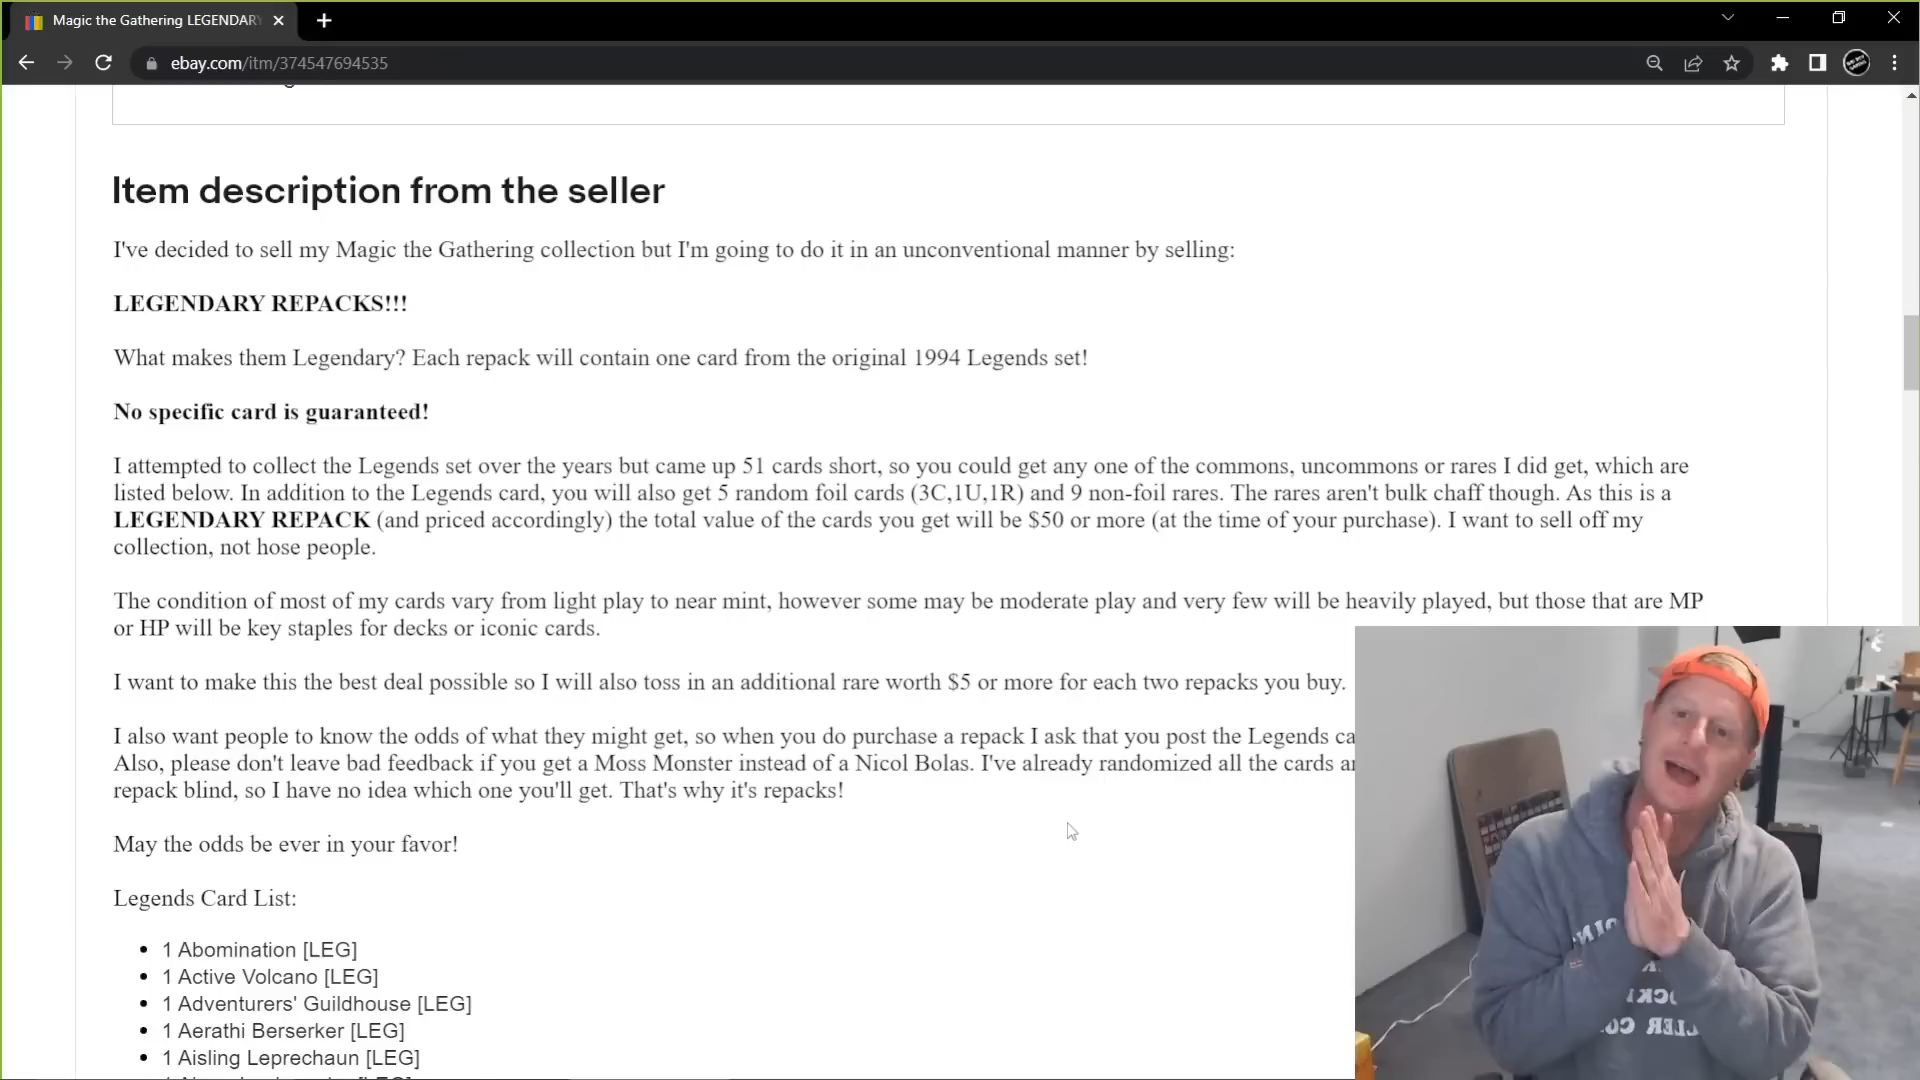 Magic the Gathering LEGENDARY
ebay.com/itm/374547694535
Item description from the seller
I've decided to sell my Magic the Gathering collection but I'm going to do it in an unconventional manner by selling:
LEGENDARY REPACKS!!!
What makes them Legendary? Each repack will contain one card from the original 1994 Legends set!
No specific card is guaranteed!
I attempted to collect the Legends set over the years but came up 51 cards short, so you could get any one of the commons, uncommons or rares I did get, which are
listed below. In addition to the Legends card, you will also get 5 random foil cards (3C,1U,1R) and 9 non-foil rares. The rares aren't bulk chaff though. As this is a
LEGENDARY REPACK (and priced accordingly) the total value of the cards you get will be $50 or more (at the time of your purchase). I want to sell off my
collection, not hose people.
The condition of most of my cards vary from light play to near mint, however some may be moderate play and very few will be heavily played, but those that are MP
or HP will be key staples for decks or iconic cards.
I want to make this the best deal possible so I will also toss in an additional rare worth $5 or more for each two repacks you buy.
I also want people to know the odds of what they might get, so when you do purchase a repack I ask that you post the Legends ca
Also, please don't leave bad feedback if you get a Moss Monster instead of a Nicol Bolas. I've already randomized all the cards a
repack blind, so I have no idea which one you'll get. That's why it's repacks!
May the odds be ever in your favor!
Legends Card List:
1 Abomination [LEG]
1 Active Volcano [LEG]
1 Adventurers' Guildhouse [LEG]
1 Aerathi Berserker [LEG]
1 Aisling Leprechaun [LEG]